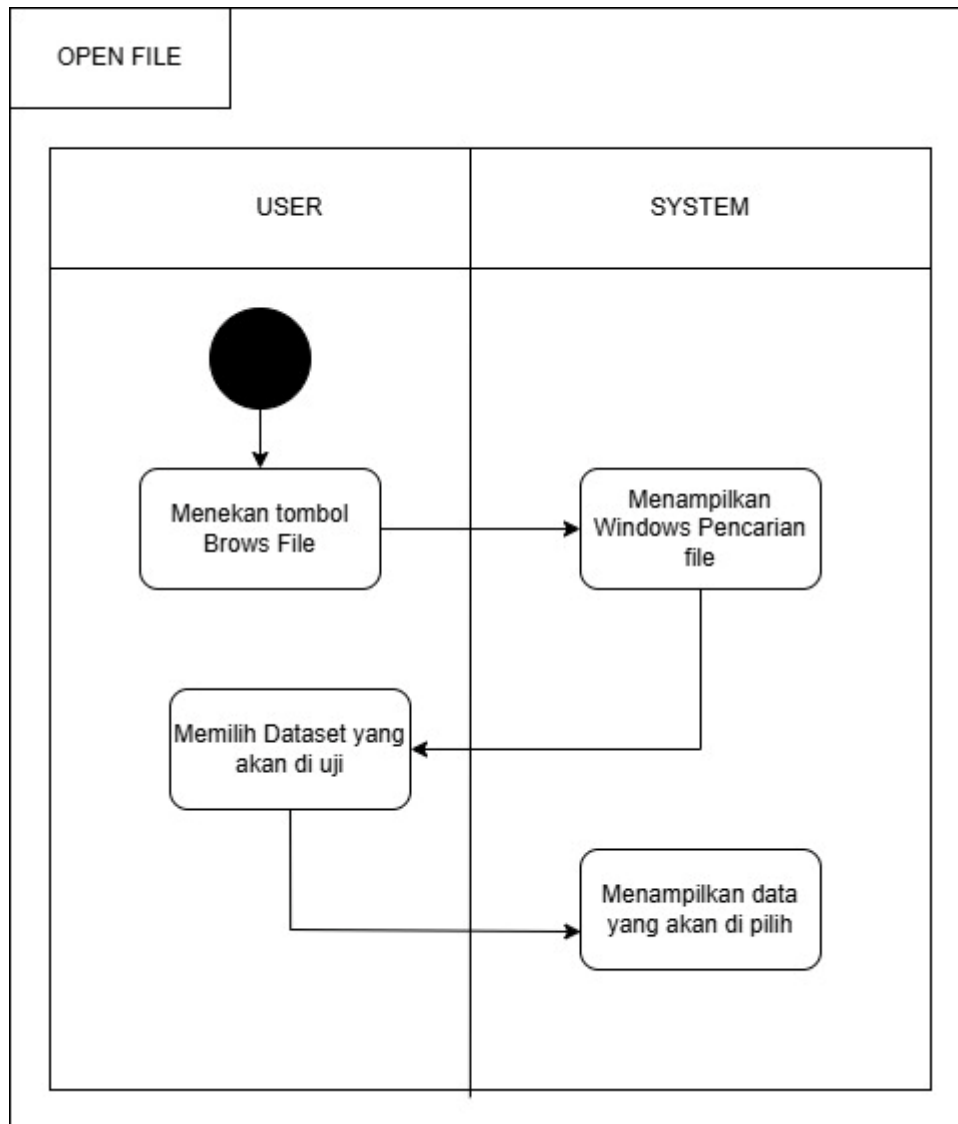 OPEN FILE
USER
SYSTEM
Menekan tombol
Brows File
Menampilkan
Windows Pencarian
file
Memilih Dataset yang
akan di uji
Menampilkan data
yang akan di pilih